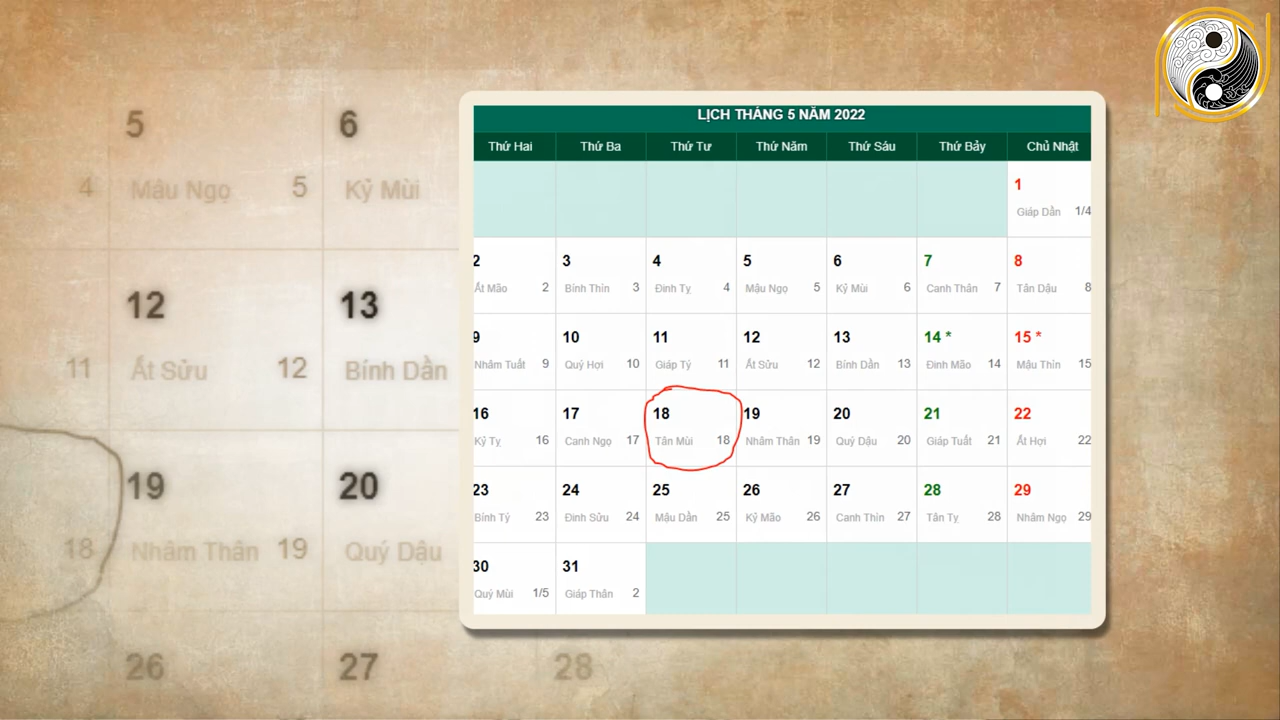 5
6
4
Mậu Ngọ
5
Kỷ Mùi
12
13
11
Ất Sửu
12
Bính Dần
19
20
18
Nhâm Thân
19
Quý Dậu
26
27
28
LỊCH THÁNG 5 NĂM 2022
Thứ Hai Thứ Ba Thứ Tư Thứ Năm Thứ Sáu Thứ Bảy Chủ Nhật
1
Giáp Dần 1/4
2 3 4 5 6 7 8
Ất Mão 2 Bính Thìn 3 Đinh Tỵ 4 Mậu Ngọ 5 Kỷ Mùi 6 Canh Thân 7 Tân Dậu 8
9 10 11 12 13 14 * 15 *
Nhâm Tuất 9 Quý Hợi 10 Giáp Tý 11 Ất Sửu 12 Bính Dần 13 Đinh Mão 14 Mậu Thìn 15
16 17 18 19 20 21 22
Kỷ Tỵ 16 Canh Ngọ 17 Tân Mùi 18 Nhâm Thân 19 Quý Dậu 20 Giáp Tuất 21 Ất Hợi 22
23 24 25 26 27 28 29
Bính Tý 23 Đinh Sửu 24 Mậu Dần 25 Kỷ Mão 26 Canh Thìn 27 Tân Tỵ 28 Nhâm Ngọ 29
30 31
Quý Mùi 1/5 Giáp Thân 2